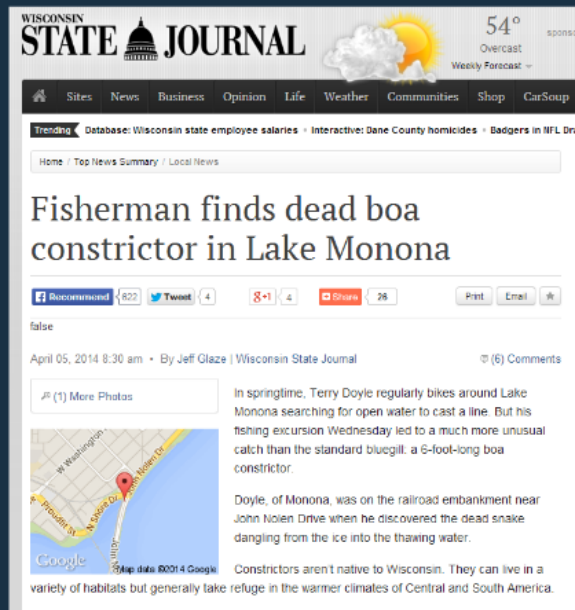 WISCONSIN
STATE JOURNAL
54°
Overcast
Weekly Forecast
Sites News Business Opinion Life Weather Communities Shop CarSoup
Trending Database: Wisconsin state employee salaries • Interactive: Dane County homicides • Badgers in NFL
Home / Top News Summary / Local News
Fisherman finds dead boa
constrictor in Lake Monona
Recommend 622 Tweet 4 g+1 4 Share 26 Print Email
false
April 05, 2014 8:30 am • By Jeff Glaze | Wisconsin State Journal (6) Comments
(1) More Photos
In springtime, Terry Doyle regularly bikes around Lake
Monona searching for open water to cast a line. But his
fishing excursion Wednesday led to a much more unusual
catch than the standard bluegill: a 6-foot-long boa
constrictor.
W Washington
John Nolen Dr
N Shore Dr
Proudfit St
John N
Google
Map data ©2014 Google
Doyle, of Monona, was on the railroad embankment near
John Nolen Drive when he discovered the dead snake
dangling from the ice into the thawing water.
Constrictors aren't native to Wisconsin. They can live in a
variety of habitats but generally take refuge in the warmer climates of Central and South America.